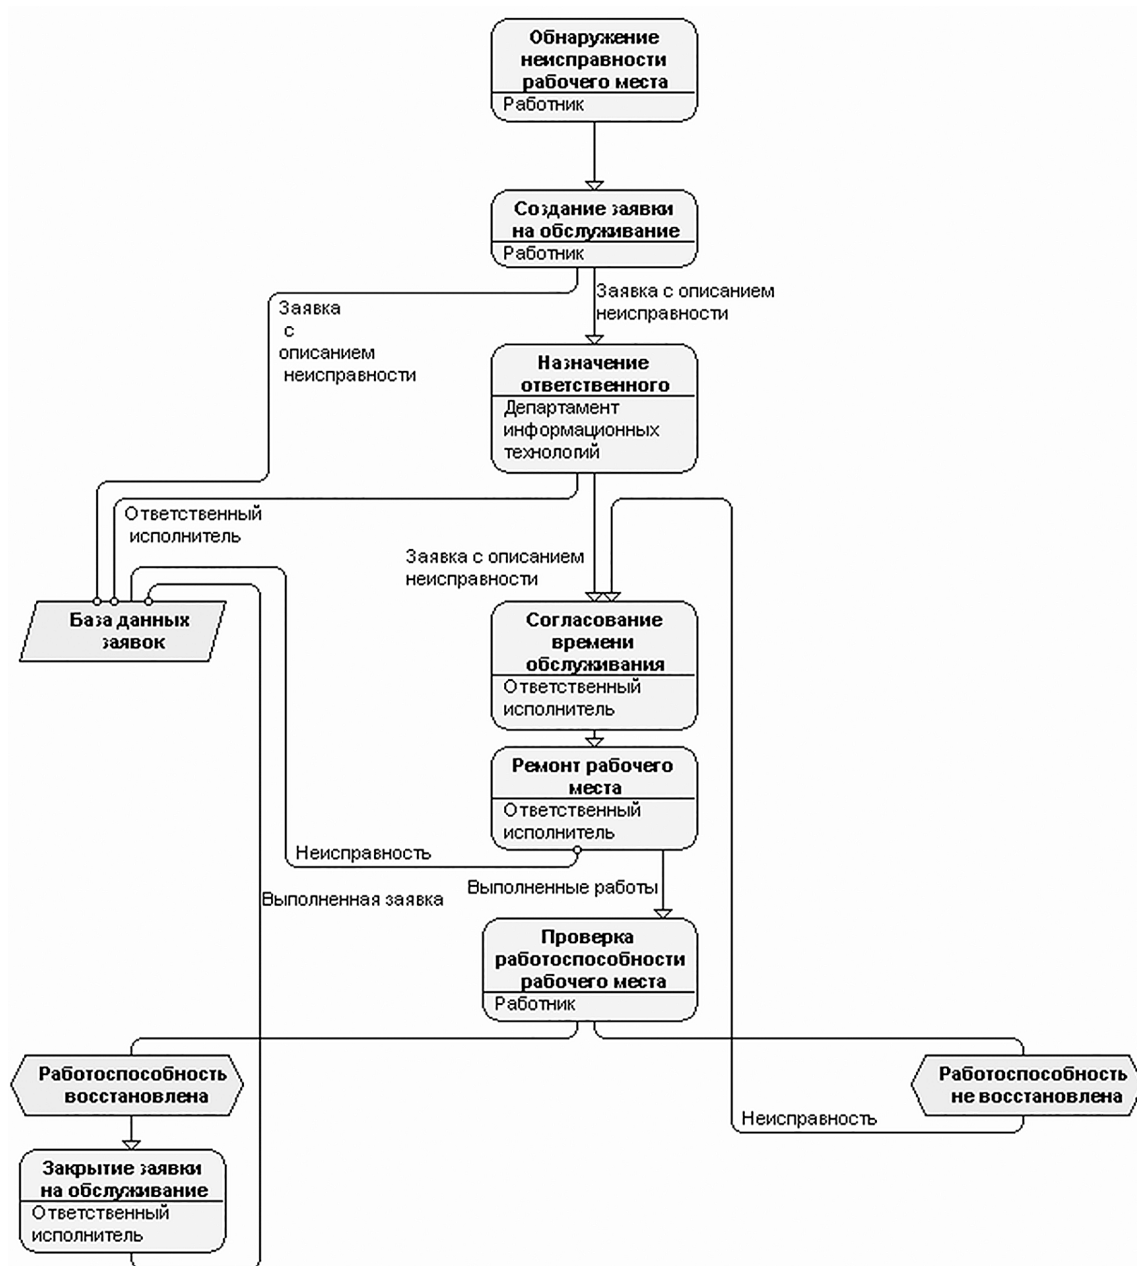 Обнаружение
неисправности
рабочего места
Работник
Создание заявки
на обслуживание
Работник
Заявка
с
описанием
неисправности
Заявка с описанием
неисправности
Назначение
ответственного
Департамент
информационных
технологий
Ответственный
исполнитель
Заявка с описанием
неисправности
База данных
заявок
Согласование
времени
обслуживания
Ответственный
исполнитель
Ремонт рабочего
места
Ответственный
исполнитель
Неисправность
Выполненные работы
Выполненная заявка
Проверка
работоспособности
рабочего места
Работник
Работоспособность
восстановлена
Работоспособность
не восстановлена
Неисправность
Закрытие заявки
на обслуживание
Ответственный
исполнитель